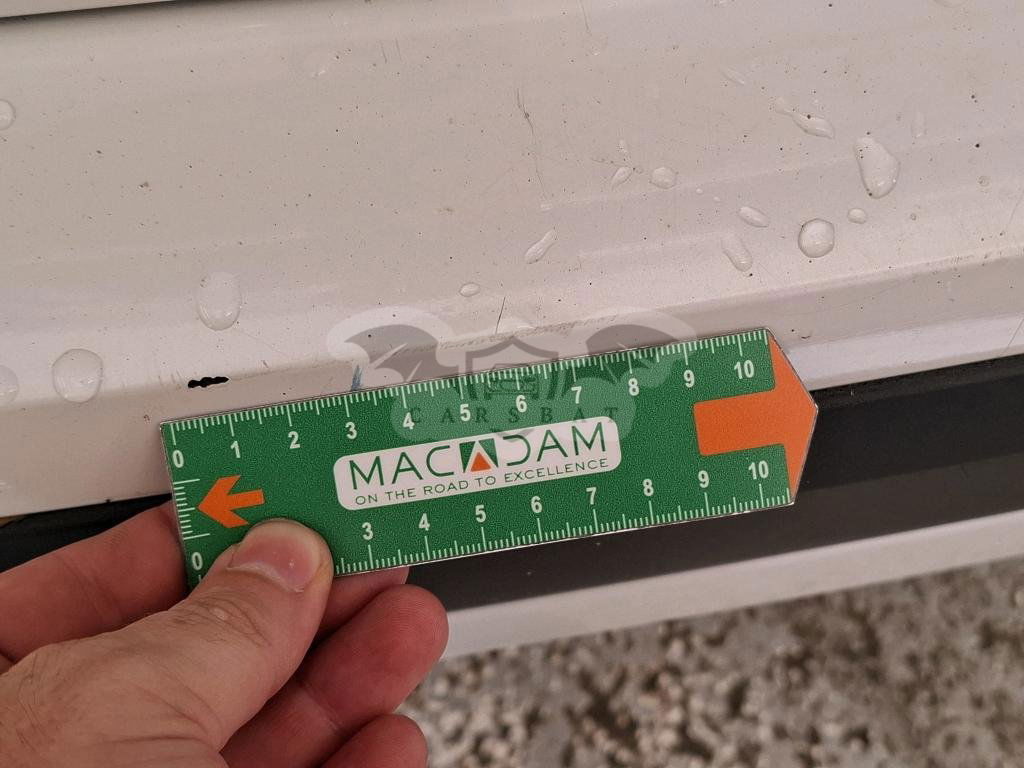 CARSBAT
0 1 2 3 4 5 6 7 8 9 10
MACADAM
ON THE ROAD TO EXCELLENCE
0 3 4 5 6 7 8 9 10